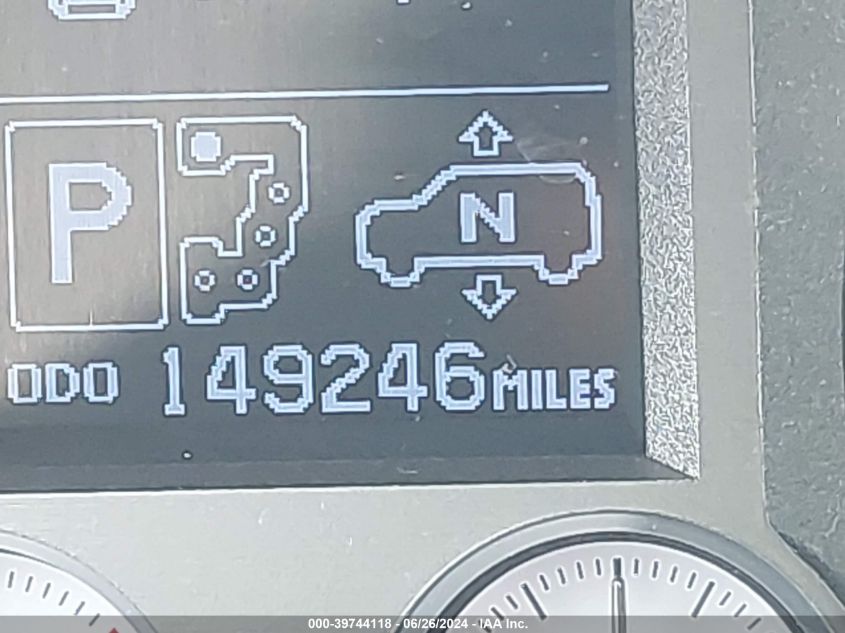 P
N
ODO 149246 MILES
000-39744118 - 06/26/2024 - IAA Inc.